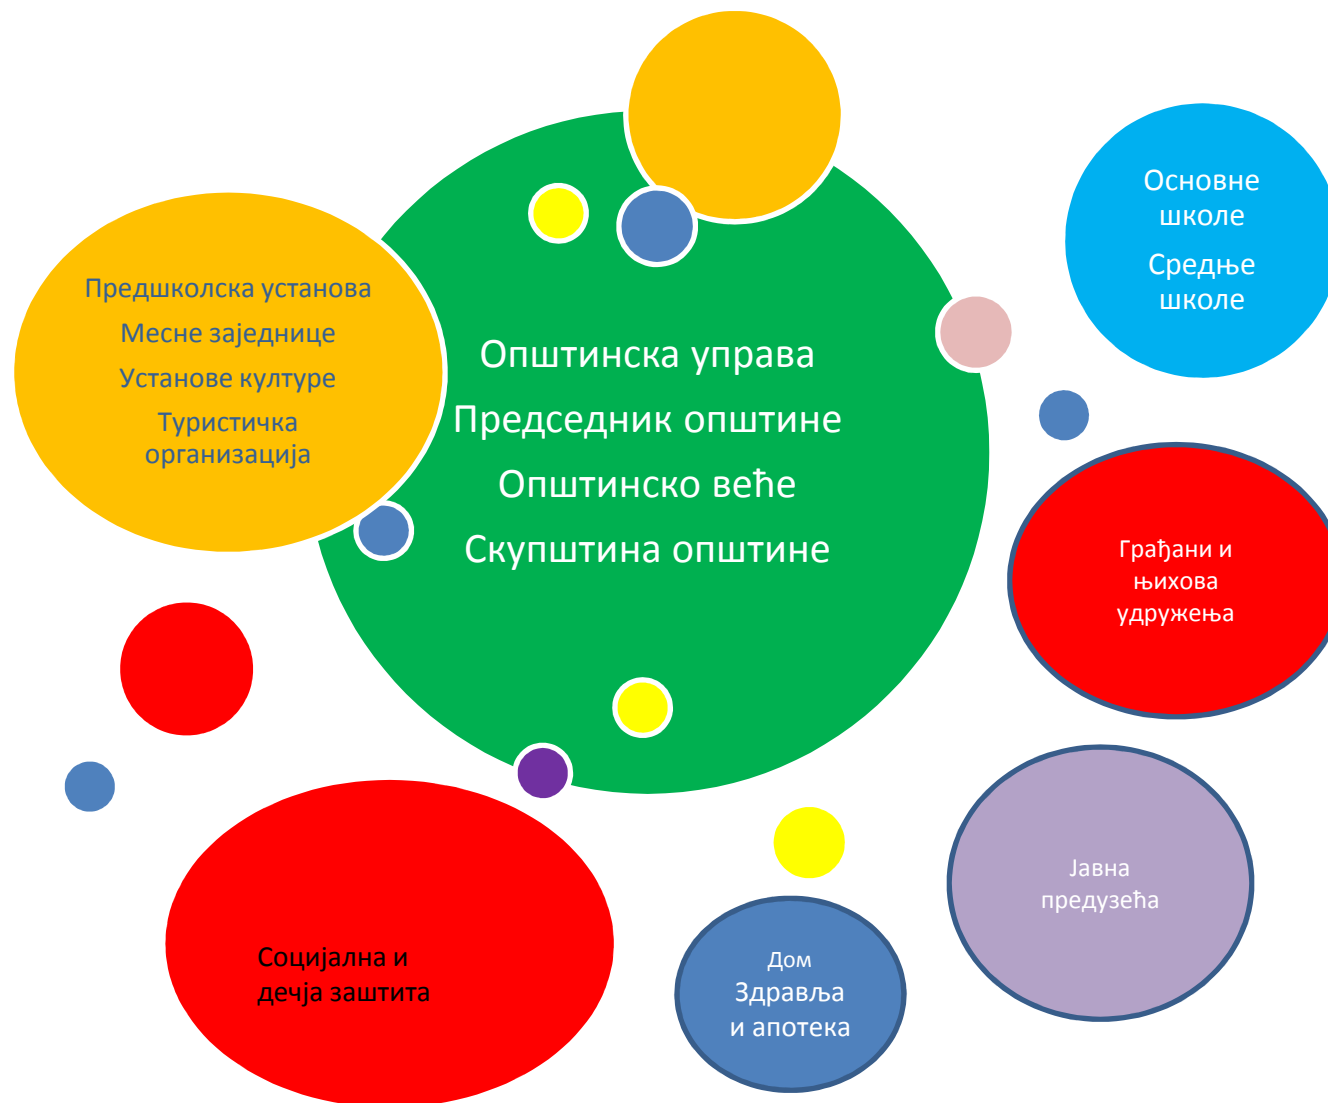 Предшколска установа
Месне заједнице
Установе културе
Туристичка
организација
Општинска управа
Председник општине
Општинско веће
Скупштина општине
Основне
школе
Средње
школе
Грађани и
њихова
удружења
Јавна
предузећа
Социјална и
дечја заштита
Дом
Здравља
и апотека